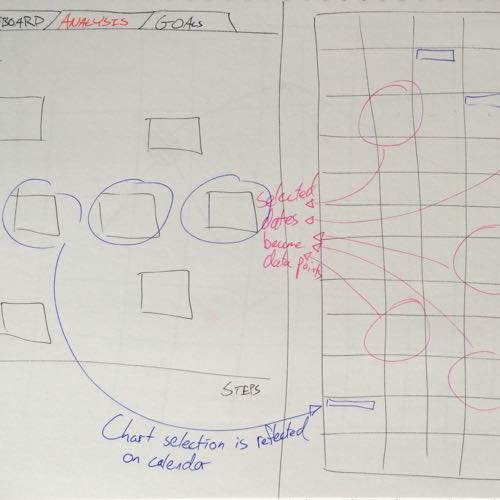 BOARD / ANALYSIS / GOALS
selected
dates
become
data points
STEPS
Chart selection is reflected
on calendar